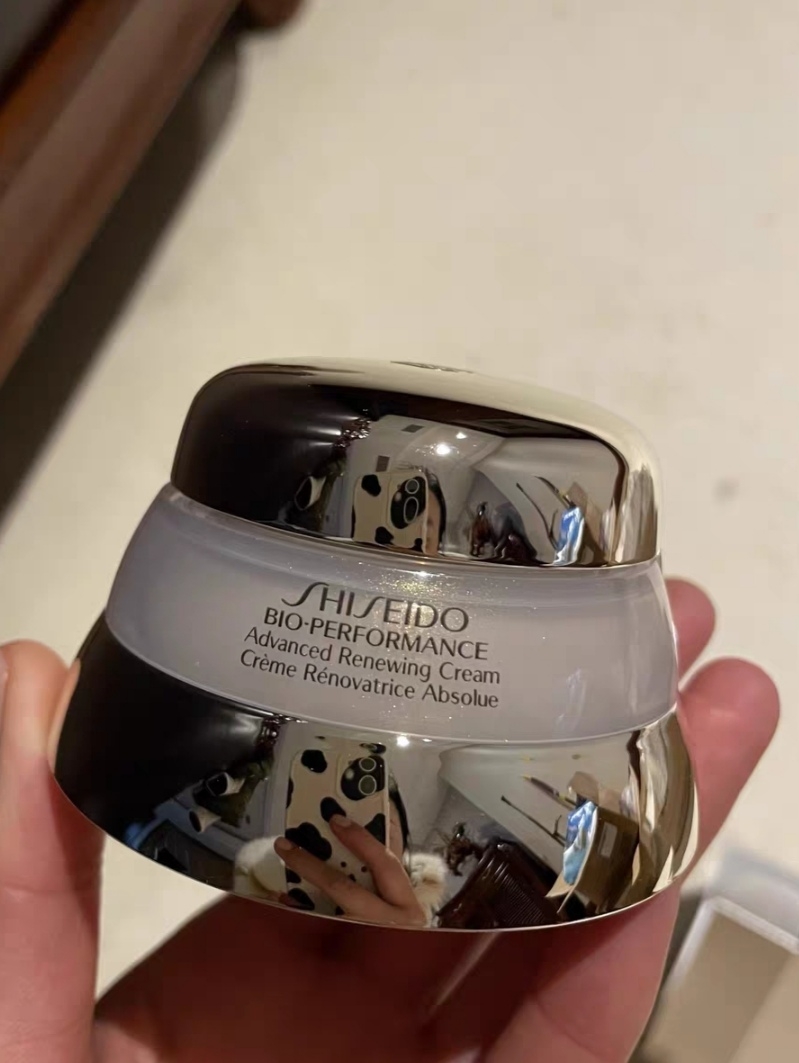 SHISEIDO
BIO-PERFORMANCE
Advanced Renewing Cream
Crème Rénovatrice Absolue